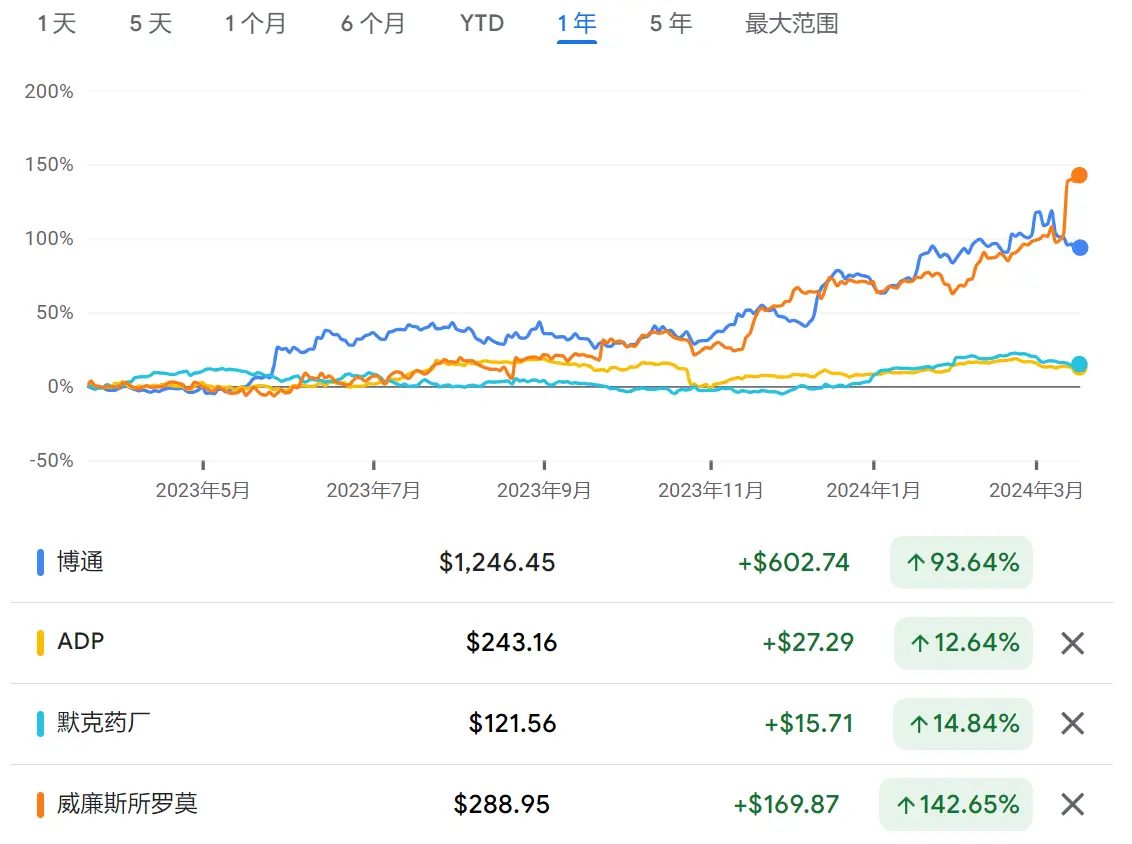 1 天 5 天 1 个月 6 个月 YTD 1 年 5 年 最大范围
200%
150%
100%
50%
0%
-50%
2023年5月 2023年7月 2023年9月 2023年11月 2024年1月 2024年3月
博通 $1,246.45 +$602.74 ↑93.64%
ADP $243.16 +$27.29 ↑12.64%
默克药厂 $121.56 +$15.71 ↑14.84%
威廉斯所罗莫 $288.95 +$169.87 ↑142.65%